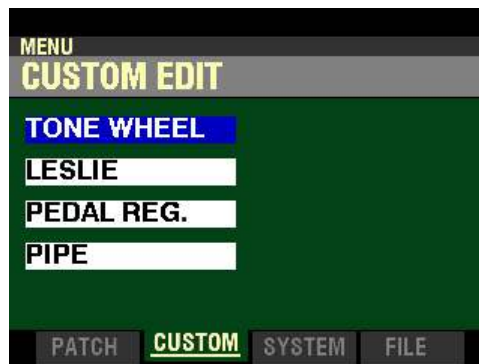 MENU
CUSTOM EDIT
TONE WHEEL
LESLIE
PEDAL REG.
PIPE
PATCH CUSTOM SYSTEM FILE